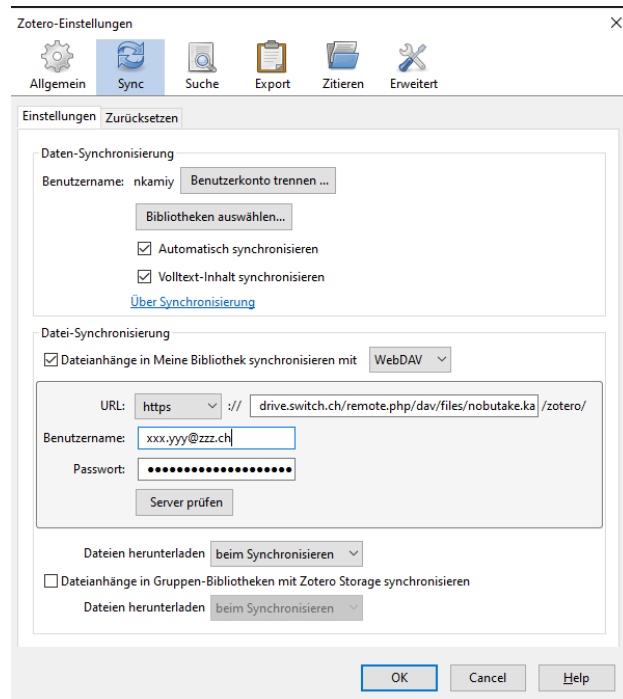 Zotero-Einstellungen
Allgemein Sync Suche Export Zitieren Erweitert
Einstellungen Zurücksetzen
Daten-Synchronisierung
Benutzername: nkamiy Benutzerkonto trennen ...
Bibliotheken auswählen...
Automatisch synchronisieren
Volltext-Inhalt synchronisieren
Über Synchronisierung
Datei-Synchronisierung
Dateianhänge in Meine Bibliothek synchronisieren mit WebDAV
URL: https :// drive.switch.ch/remote.php/dav/files/nobutake.ka /zotero/
Benutzername: xxx.yyy@zzz.ch
Passwort: ●●●●●●●●●●●●●●●●●●●●
Server prüfen
Dateien herunterladen beim Synchronisieren
Dateianhänge in Gruppen-Bibliotheken mit Zotero Storage synchronisieren
Dateien herunterladen beim Synchronisieren
OK Cancel Help